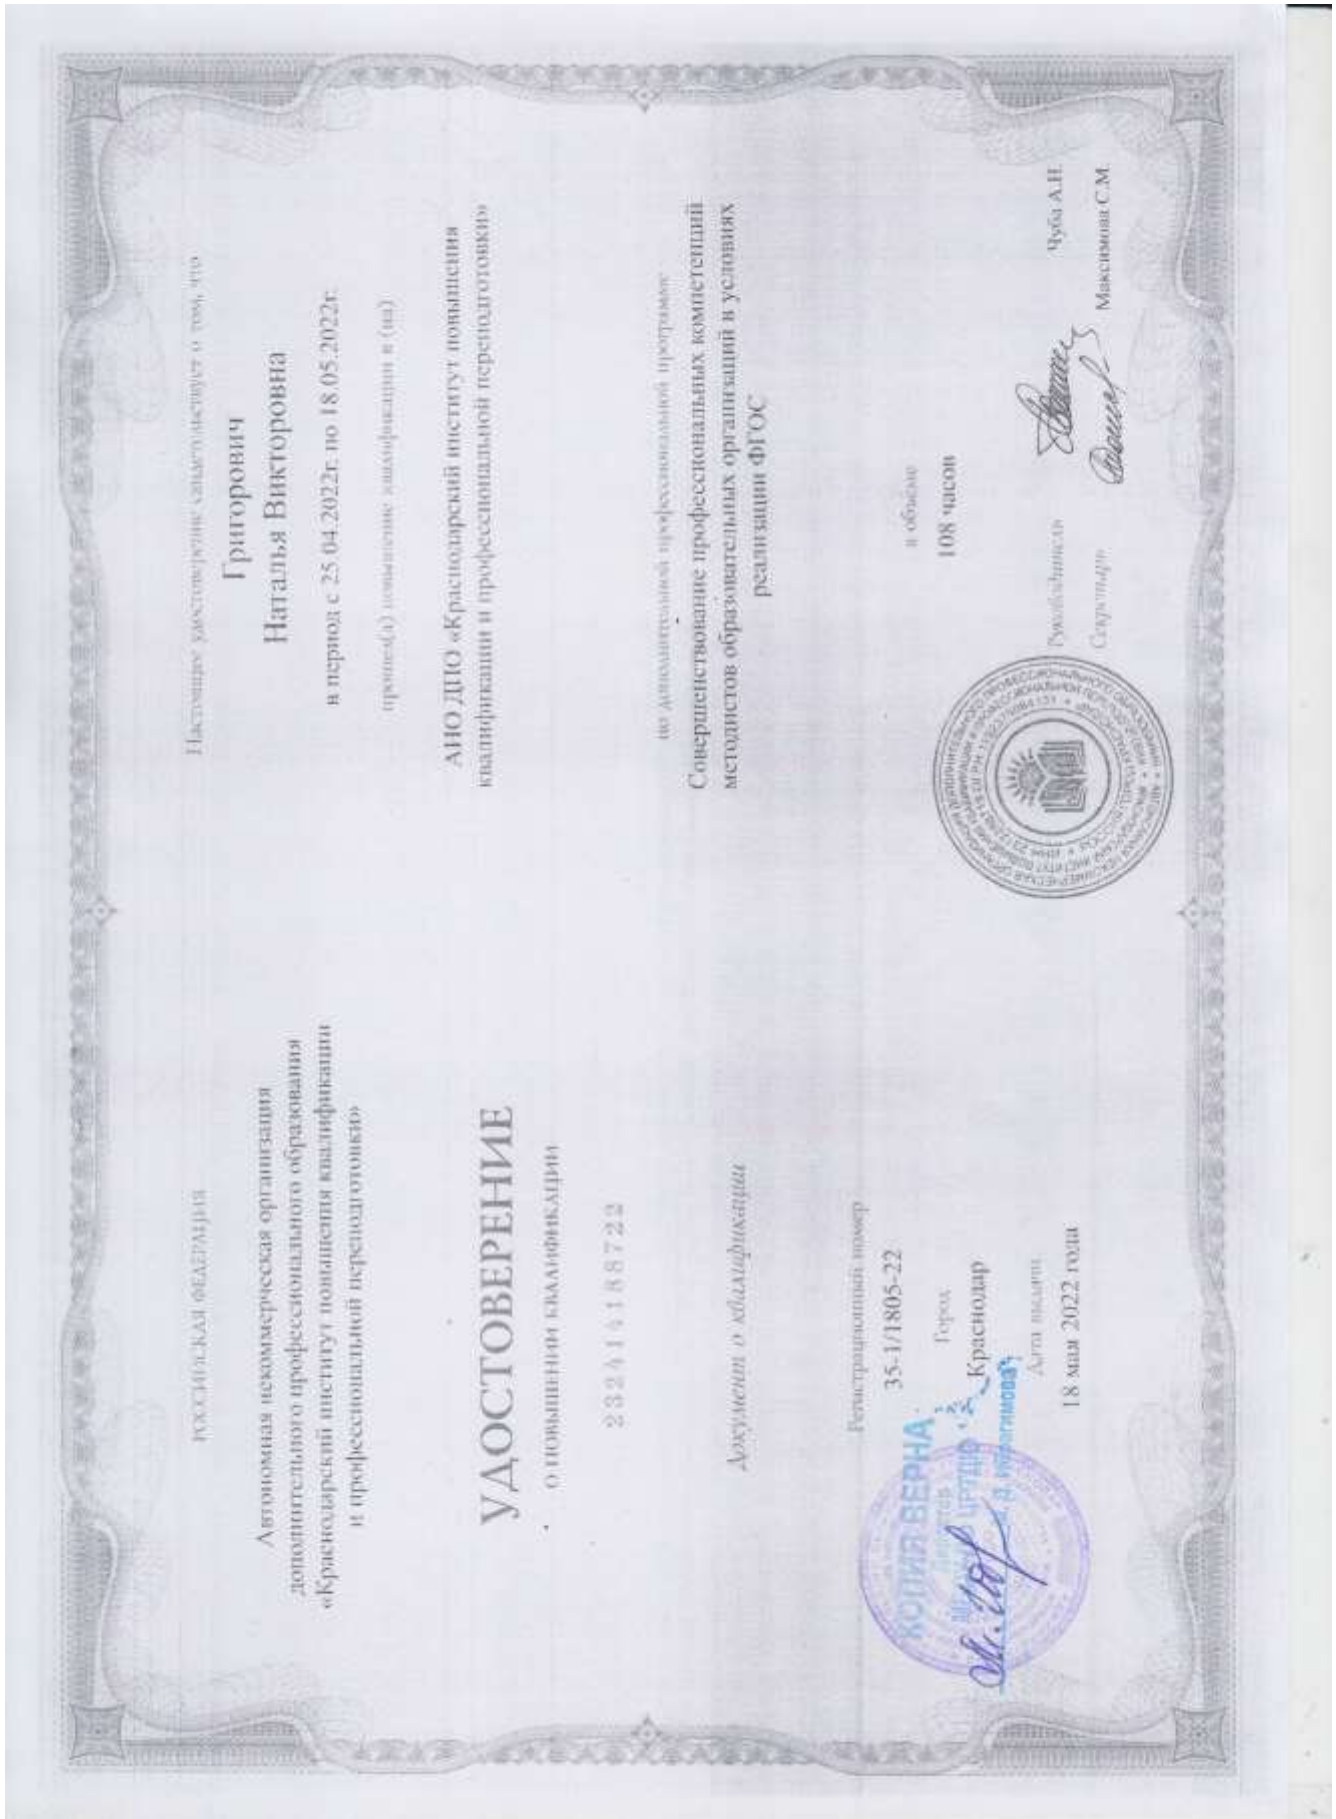 РОССИЙСКАЯ ФЕДЕРАЦИЯ
Автономная некоммерческая организация
дополнительного профессионального образования
«Краснодарский институт повышения квалификации
и профессиональной переподготовки»
УДОСТОВЕРЕНИЕ
О ПОВЫШЕНИИ КВАЛИФИКАЦИИ
232414188722
Документ о квалификации
Регистрационный номер
35-1/1805-22
Город
Краснодар
Дата выдачи
18 мая 2022 года
КОПИЯ ВЕРНА
Настоящее удостоверение свидетельствует о том, что
Григорович
Наталья Викторовна
в период с 25.04.2022г. по 18.05.2022г.
прошел(а) повышение квалификации в (на)
АНО ДПО «Краснодарский институт повышения
квалификации и профессиональной переподготовки»
по дополнительной профессиональной программе
Совершенствование профессиональных компетенций
методистов образовательных организаций в условиях
реализации ФГОС
в объёме
108 часов
Руководитель Чуба А.Н.
Секретарь Максимова С.М.